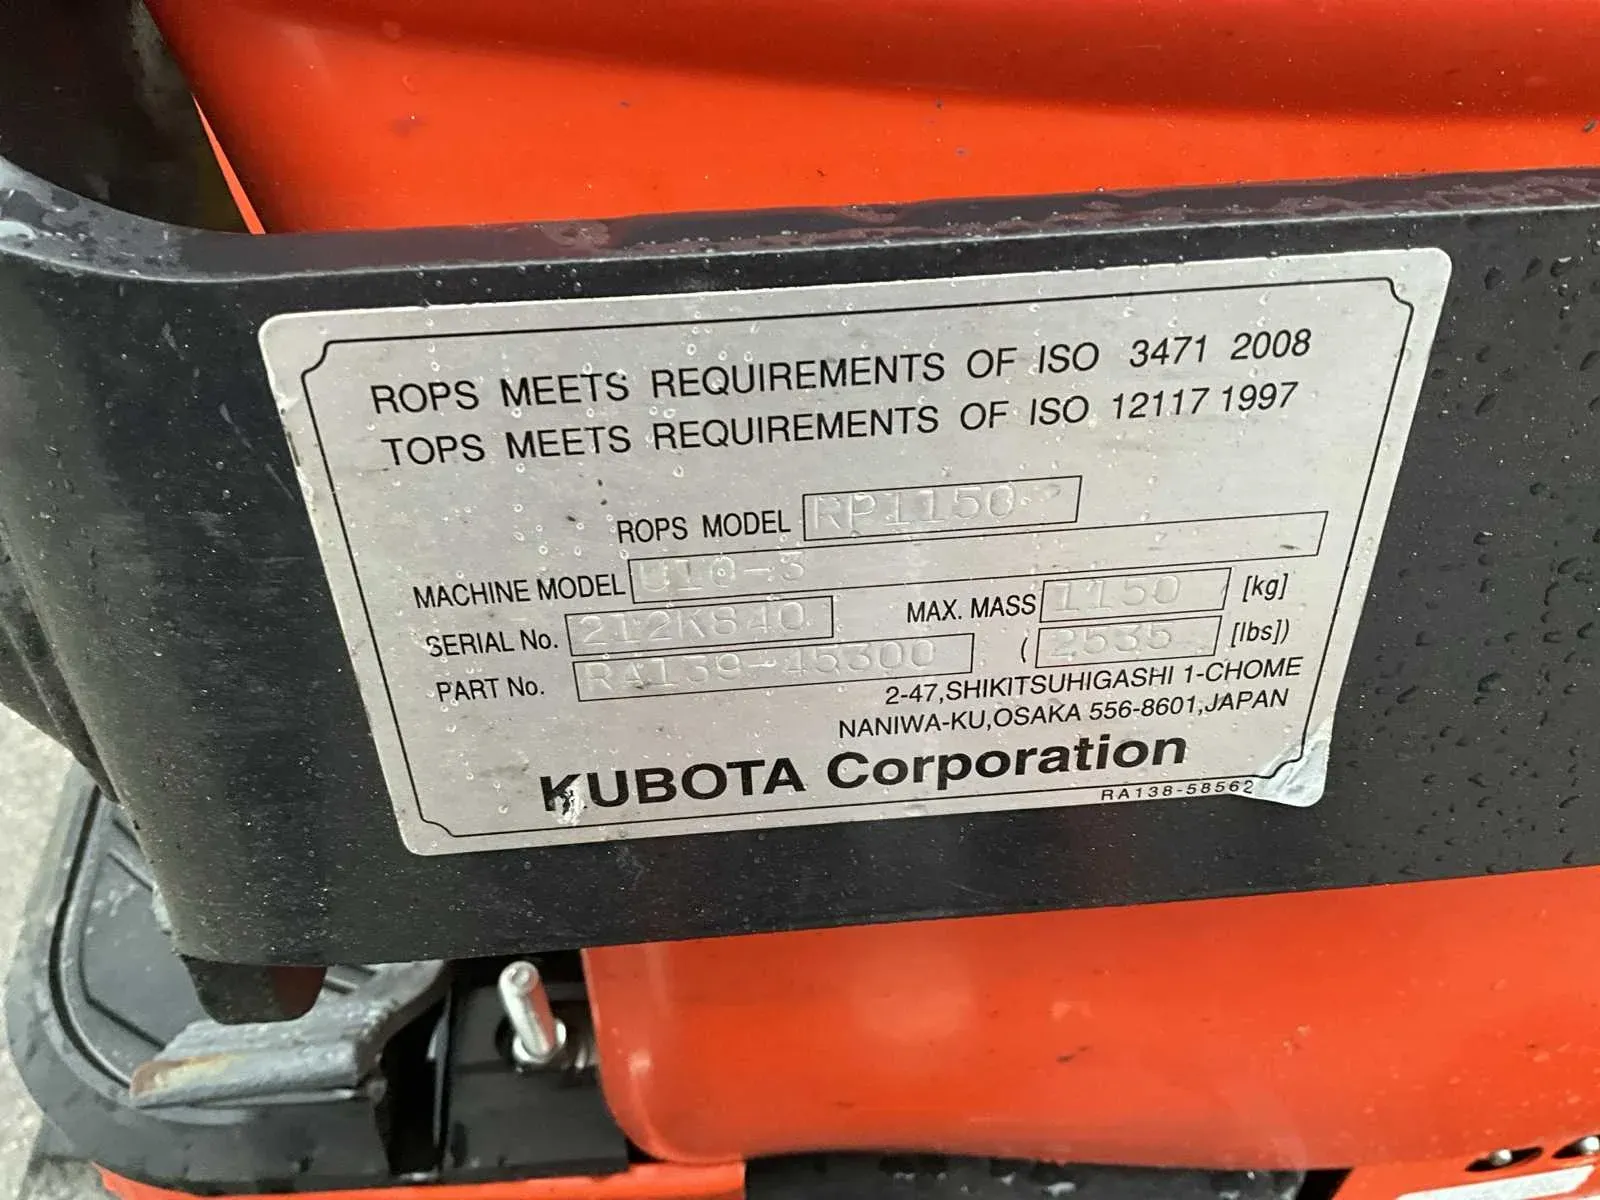 ROPS MEETS REQUIREMENTS OF ISO 3471 2008
TOPS MEETS REQUIREMENTS OF ISO 12117 1997
ROPS MODEL RP1150
MACHINE MODEL U10-3
SERIAL No. 212K840 MAX. MASS 1150 [kg]
PART No. RA139-45300 ( 2535 [lbs])
2-47,SHIKITSUHIGASHI 1-CHOME
NANIWA-KU,OSAKA 556-8601,JAPAN
KUBOTA Corporation
RA138-58562